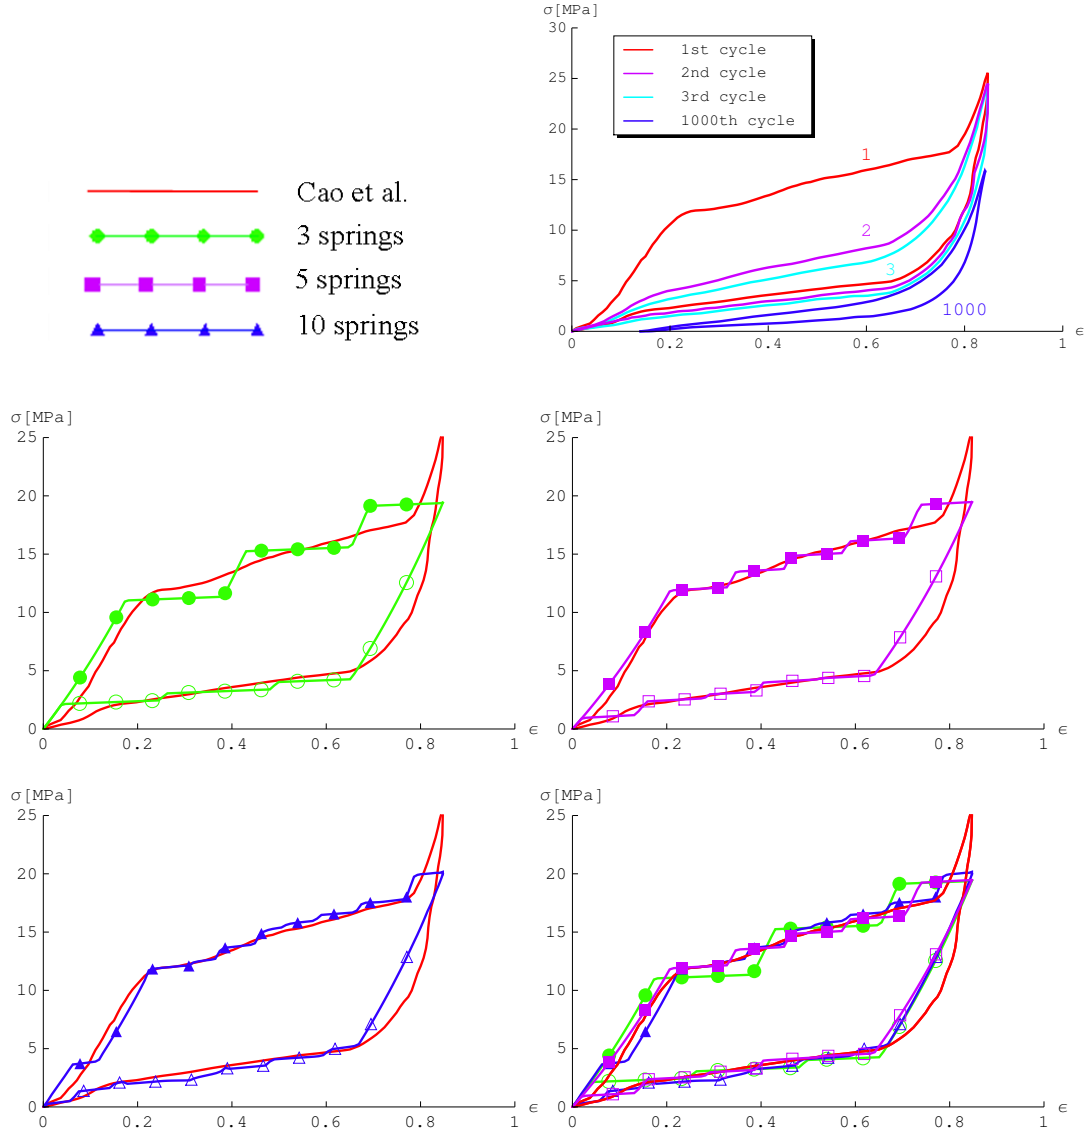 Cao et al.
3 springs
5 springs
10 springs
σ[MPa]
30
25
20
15
10
5
0
1st cycle
2nd cycle
3rd cycle
1000th cycle
1
2
3
1000
0 0.2 0.4 0.6 0.8 1 ϵ
σ[MPa]
25
20
15
10
5
0
0 0.2 0.4 0.6 0.8 1 ϵ
σ[MPa]
25
20
15
10
5
0
0 0.2 0.4 0.6 0.8 1 ϵ
σ[MPa]
25
20
15
10
5
0
0 0.2 0.4 0.6 0.8 1 ϵ
σ[MPa]
25
20
15
10
5
0
0 0.2 0.4 0.6 0.8 1 ϵ